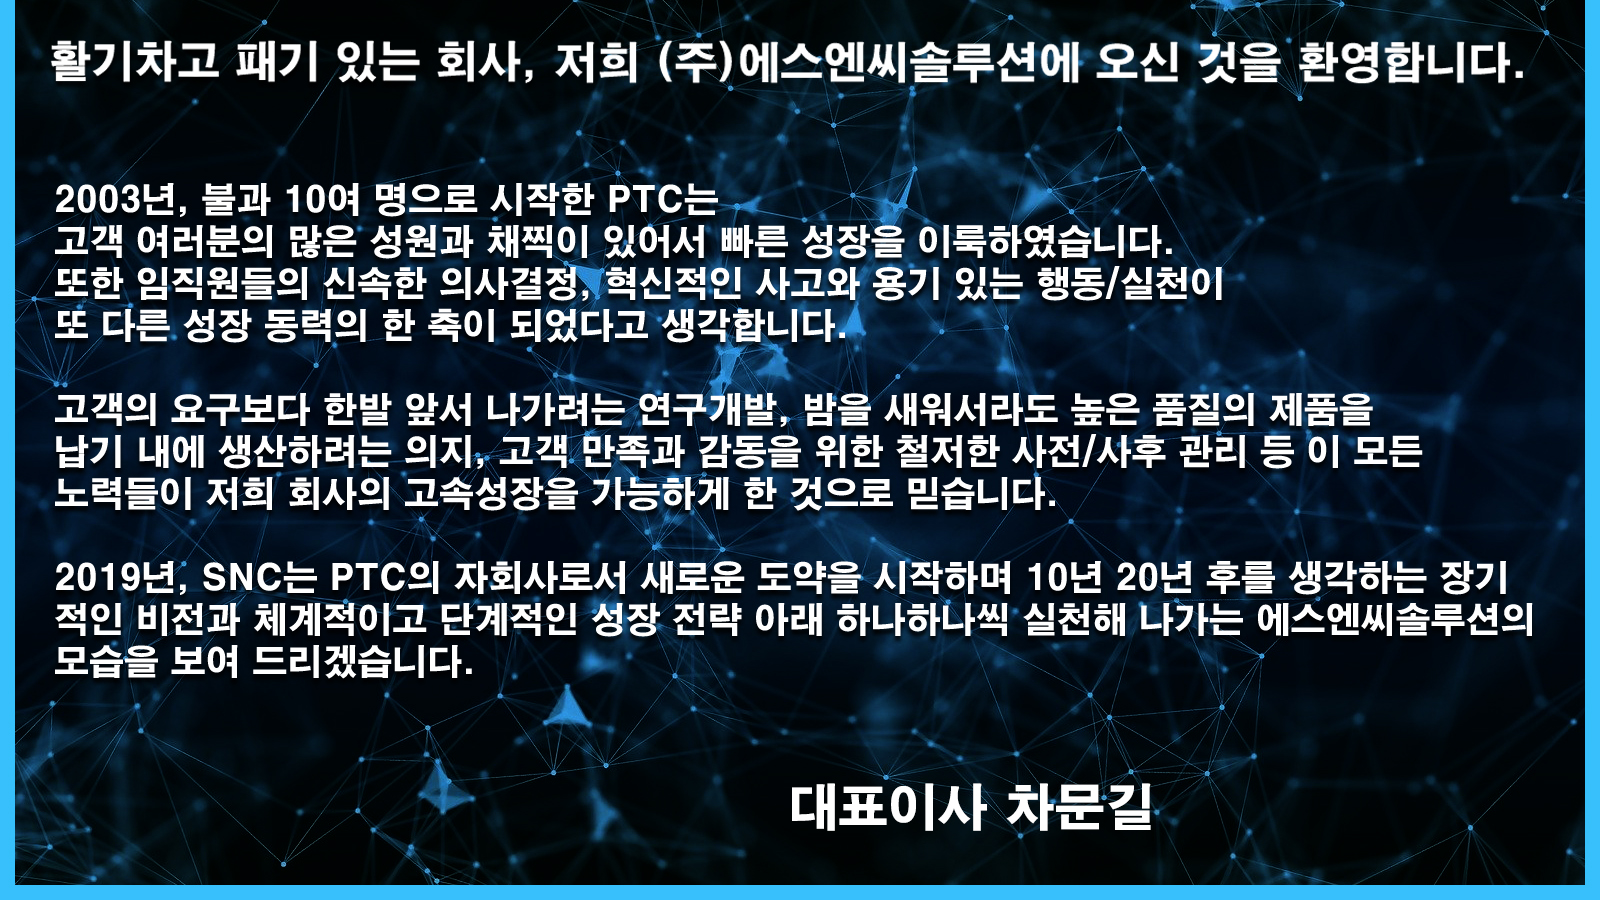 활기차고 패기 있는 회사, 저희 (주)에스엔씨솔루션에 오신 것을 환영합니다.
2003년, 불과 10여 명으로 시작한 PTC는
고객 여러분의 많은 성원과 채찍이 있어서 빠른 성장을 이룩하였습니다.
또한 임직원들의 신속한 의사결정, 혁신적인 사고와 용기 있는 행동/실천이
또 다른 성장 동력의 한 축이 되었다고 생각합니다.
고객의 요구보다 한발 앞서 나가려는 연구개발, 밤을 새워서라도 높은 품질의 제품을
납기 내에 생산하려는 의지, 고객 만족과 감동을 위한 철저한 사전/사후 관리 등 이 모든
노력들이 저희 회사의 고속성장을 가능하게 한 것으로 믿습니다.
2019년, SNC는 PTC의 자회사로서 새로운 도약을 시작하며 10년 20년 후를 생각하는 장기
적인 비전과 체계적이고 단계적인 성장 전략 아래 하나하나씩 실천해 나가는 에스엔씨솔루션의
모습을 보여 드리겠습니다.
대표이사 차문길